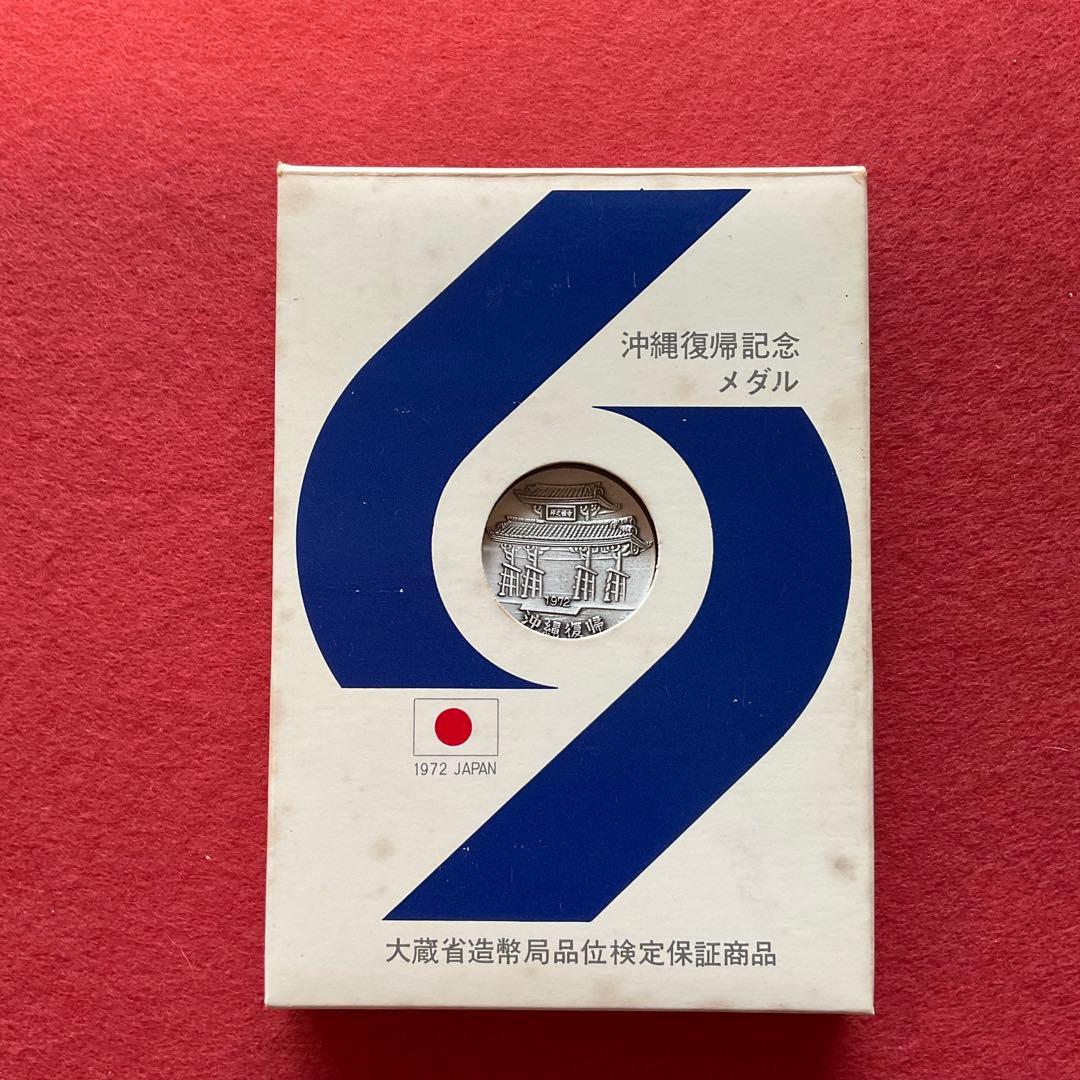 沖縄復帰記念
メダル
邦之禮守
1972
沖縄復帰
1972 JAPAN
大蔵省造幣局品位検定保証商品